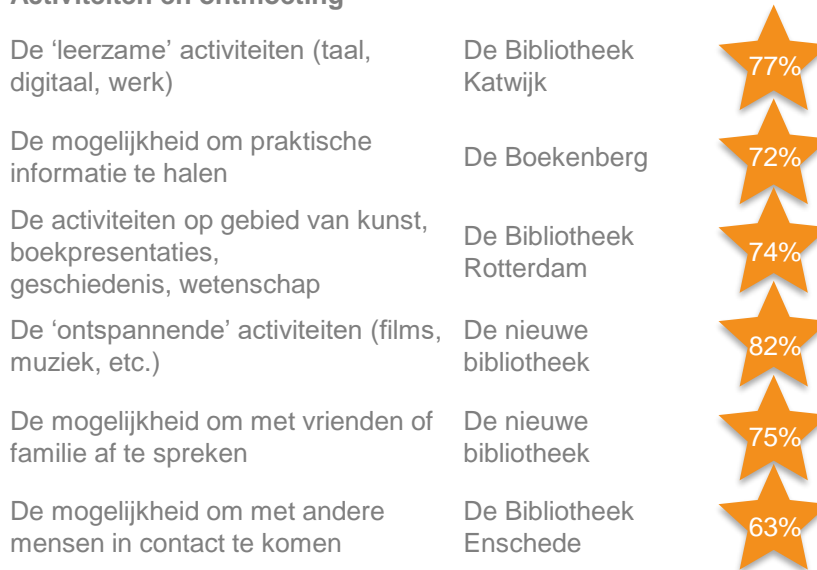 Activiteiten en ontmoeting
De 'leerzame' activiteiten (taal,
digitaal, werk)
De Bibliotheek
Katwijk
77%
De mogelijkheid om praktische
informatie te halen
De Boekenberg
72%
De activiteiten op gebied van kunst,
boekpresentaties,
geschiedenis, wetenschap
De Bibliotheek
Rotterdam
74%
De 'ontspannende' activiteiten (films,
muziek, etc.)
De nieuwe
bibliotheek
82%
De mogelijkheid om met vrienden of
familie af te spreken
De nieuwe
bibliotheek
75%
De mogelijkheid om met andere
mensen in contact te komen
De Bibliotheek
Enschede
63%